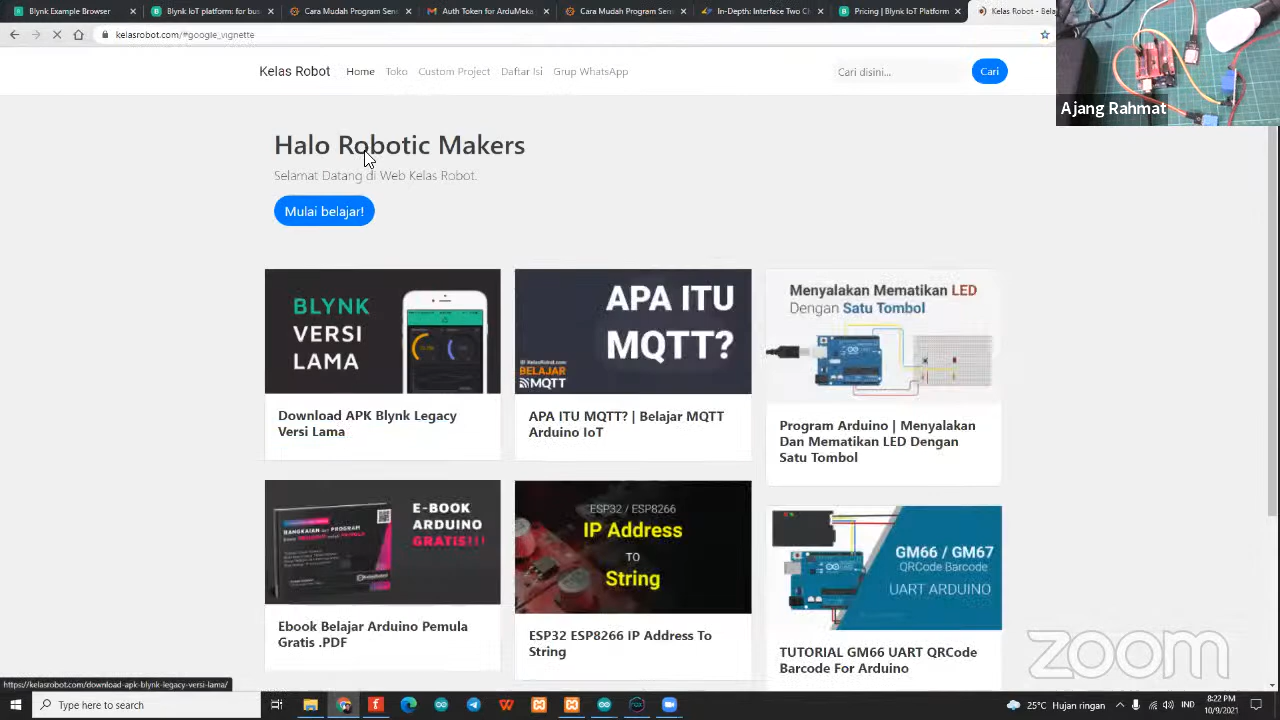 Blynk
Blynk IoT platform: for bus
Cara Mudah Program Sens
Auth Token for ArduMeka
Cara Mudah Program Sens
In-Depth: Interface Two Ch
Pricing | Blynk IoT Platform
Kelas Robot - Bela
kelasrobot.com/#google_vignette
Kelas Robot
Home
Toko
Custom Project
Daftar Isi
Grup WhatsApp
Cari disini...
Cari
Ajang Rahmat
Halo Robotic Makers
Selamat Datang di Web Kelas Robot.
Mulai belajar!
BLYNK
VERSI
LAMA
Download APK Blynk Legacy
Versi Lama
APA ITU
MQTT?
KelasRobot.com
BELAJAR
MQTT
APA ITU MQTT? | Belajar MQTT
Arduino IoT
Menyalakan Mematikan LED
Dengan Satu Tombol
Program Arduino | Menyalakan
Dan Mematikan LED Dengan
Satu Tombol
E-BOOK
ARDUINO
GRATIS!!!
Ebook Belajar Arduino Pemula
Gratis .PDF
ESP32 / ESP8266
IP Address
TO
String
ESP32 ESP8266 IP Address To
String
GM66 / GM67
QRCode Barcode
UART ARDUINO
TUTORIAL GM66 UART QRCode
Barcode For Arduino
zoom
https://kelasrobot.com/download-apk-blynk-legacy-versi-lama/
Type here to search
25°C Hujan ringan
8:22 PM
10/9/2021